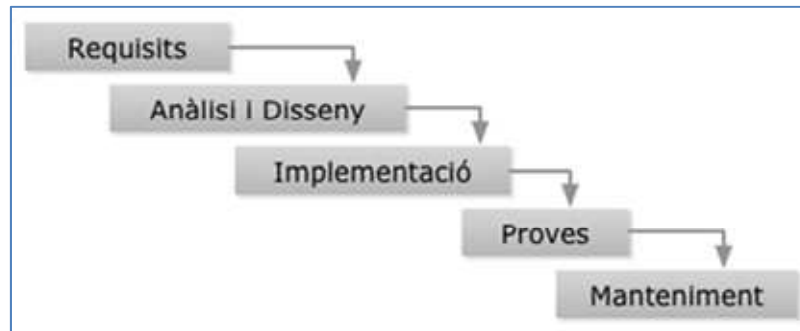 Requisits
Anàlisi i Disseny
Implementació
Proves
Manteniment